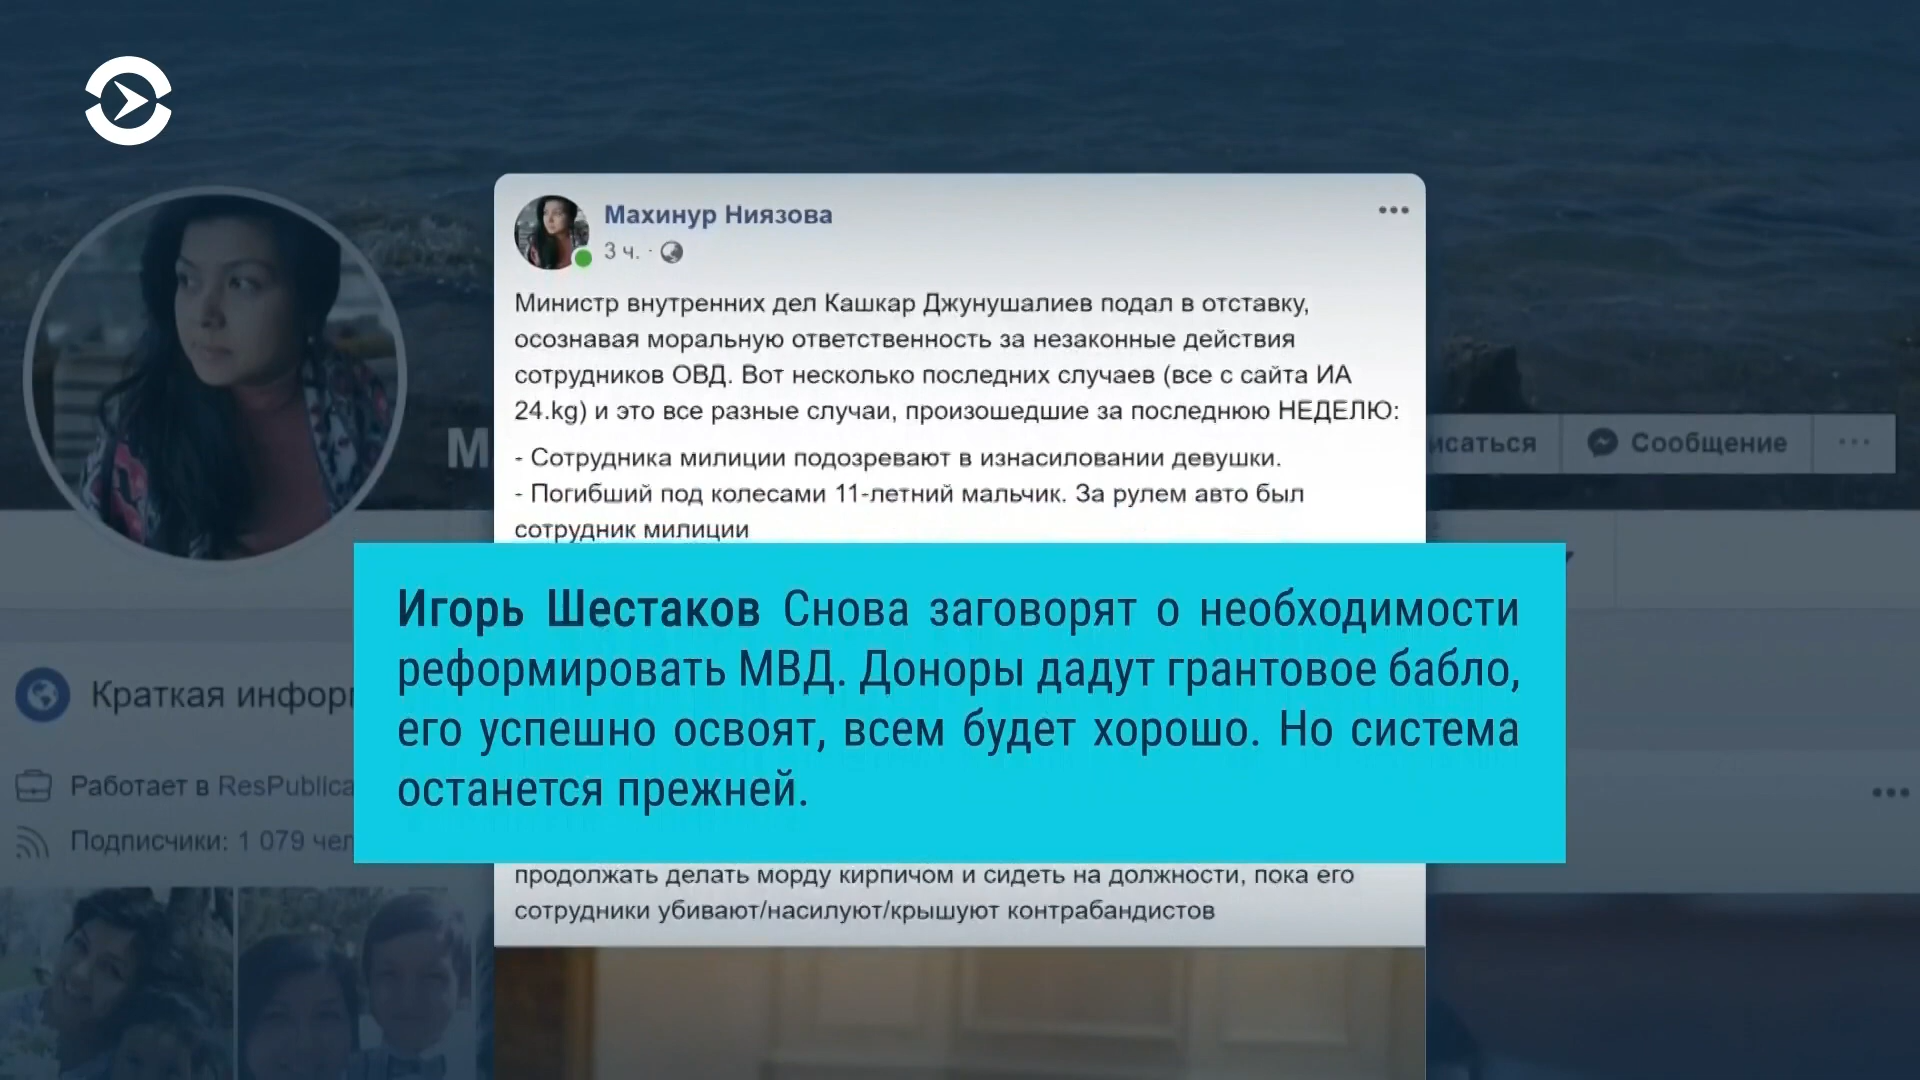 Махинур Ниязова
3 ч. ·
Министр внутренних дел Кашкар Джунушалиев подал в отставку,
осознавая моральную ответственность за незаконные действия
сотрудников ОВД. Вот несколько последних случаев (все с сайта ИА
24.kg) и это все разные случаи, произошедшие за последнюю НЕДЕЛЮ:
- Сотрудника милиции подозревают в изнасиловании девушки.
- Погибший под колесами 11-летний мальчик. За рулем авто был
сотрудник милиции
М
исаться
Сообщение
Игорь Шестаков Снова заговорят о необходимости
реформировать МВД. Доноры дадут грантовое бабло,
его успешно освоят, всем будет хорошо. Но система
останется прежней.
Краткая инфор
Работает в ResPublica
Подписчики: 1 079 чел
продолжать делать морду кирпичом и сидеть на должности, пока его
сотрудники убивают/насилуют/крышуют контрабандистов